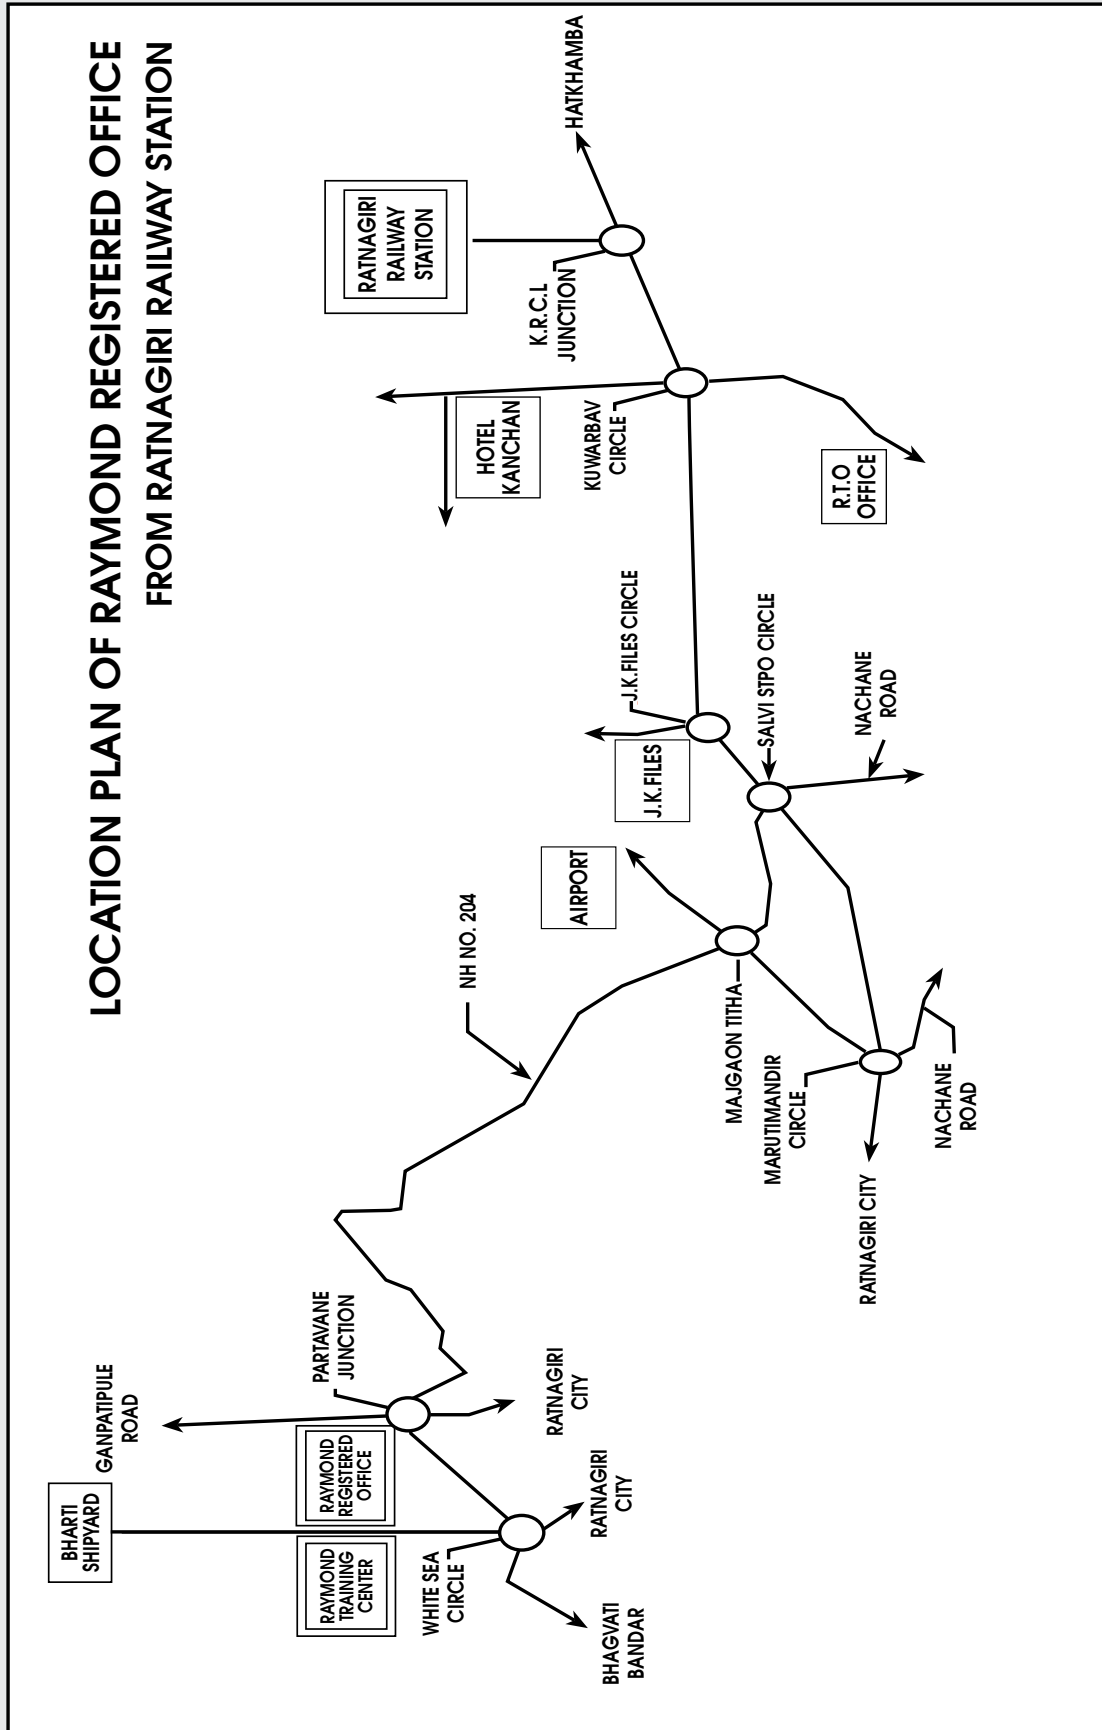 LOCATION PLAN OF RAYMOND REGISTERED OFFICE
FROM RATNAGIRI RAILWAY STATION
BHARTI
SHIPYARD
GANPATIPULE
ROAD
RAYMOND
TRAINING
CENTER
RAYMOND
REGISTERED
OFFICE
PARTAVANE
JUNCTION
WHITE SEA
CIRCLE
BHAGVATI
BANDAR
RATNAGIRI
CITY
RATNAGIRI
CITY
NH NO. 204
AIRPORT
MAJGAON TITHA
MARUTIMANDIR
CIRCLE
RATNAGIRI CITY
NACHANE
ROAD
J.K.FILES
J.K.FILES CIRCLE
SALVI STPO CIRCLE
NACHANE
ROAD
HOTEL
KANCHAN
KUWARBAV
CIRCLE
R.T.O
OFFICE
RATNAGIRI
RAILWAY
STATION
K.R.C.L
JUNCTION
HATKHAMBA